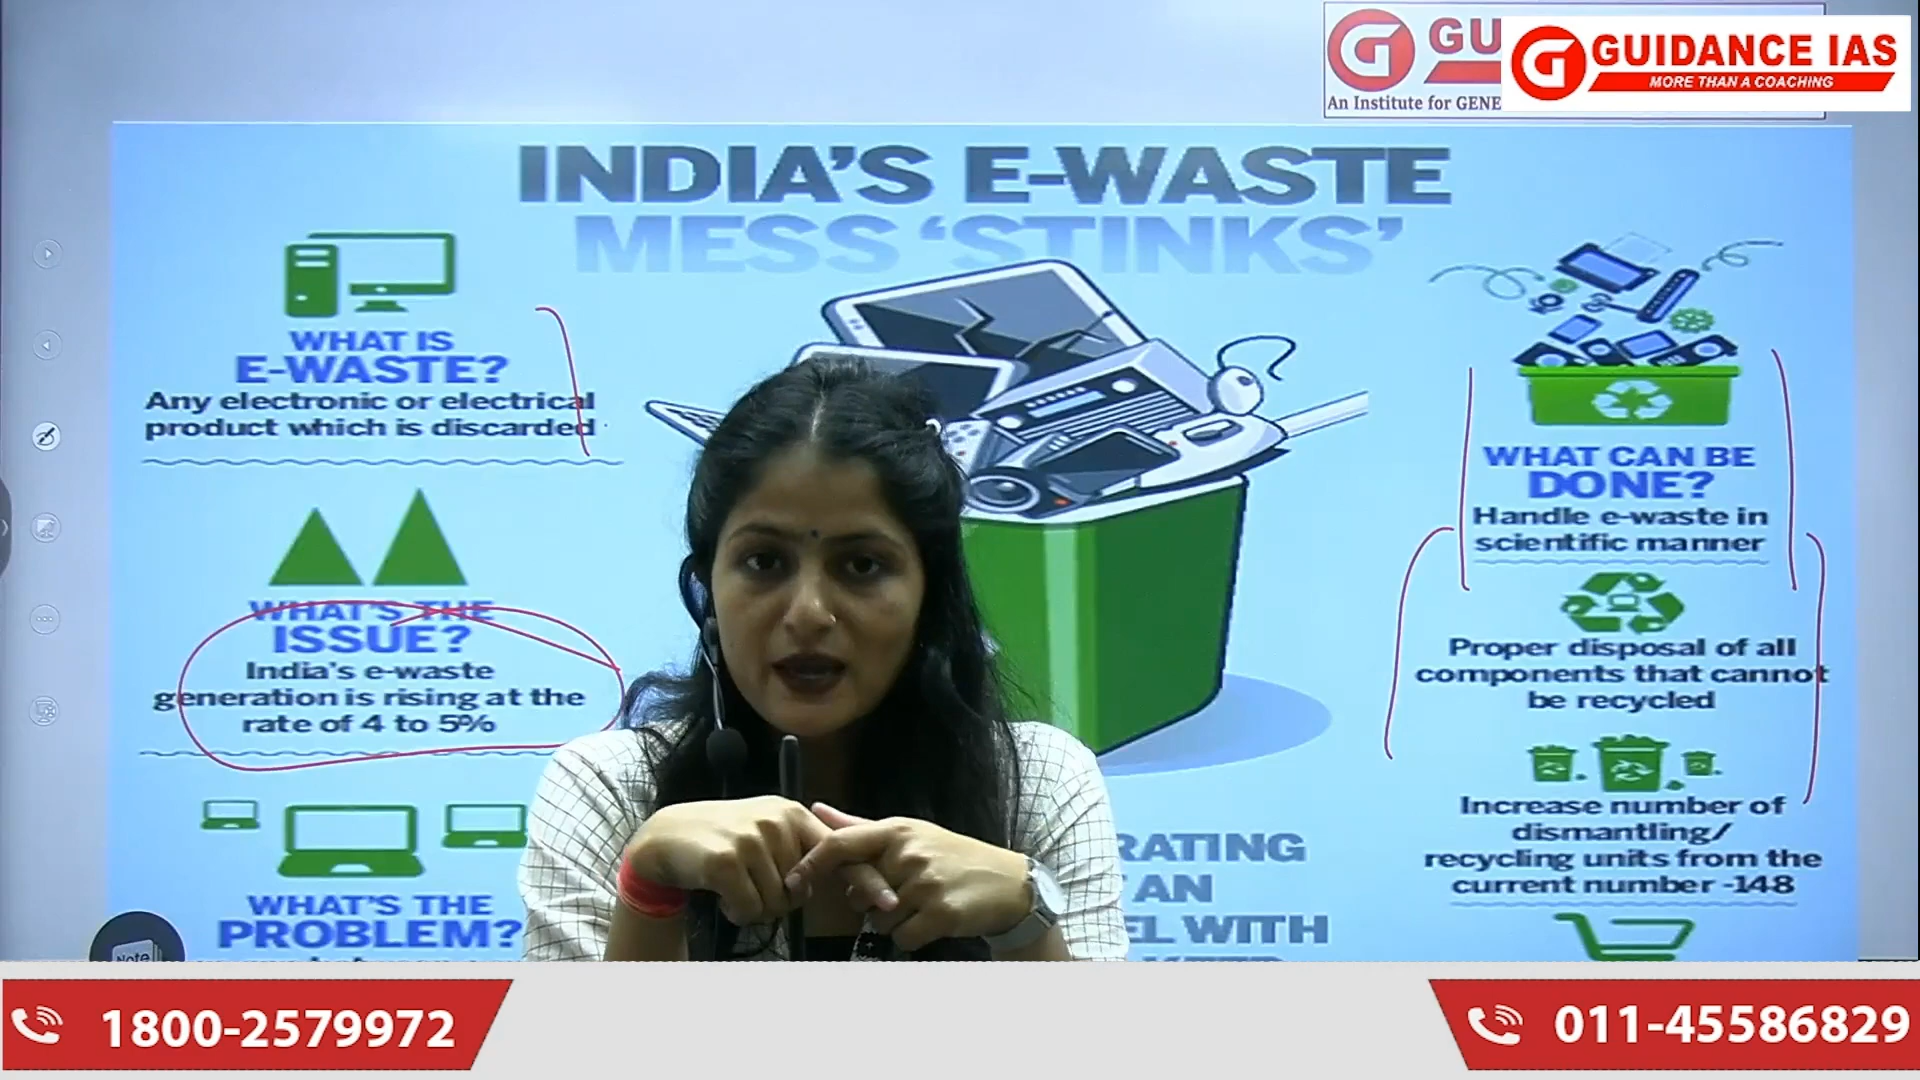 GU
An Institute for GENE
GUIDANCE IAS
MORE THAN A COACHING
INDIA'S E-WASTE
MESS 'STINKS'
WHAT IS
E-WASTE?
Any electronic or electrical
product which is discarded
WHAT'S THE
ISSUE?
India's e-waste
generation is rising at the
rate of 4 to 5%
WHAT'S THE
PROBLEM?
WHAT CAN BE
DONE?
Handle e-waste in
scientific manner
Proper disposal of all
components that cannot
be recycled
Increase number of
dismantling/
recycling units from the
current number -148
RATING
AN
EL WITH
Note
1800-2579972
011-45586829